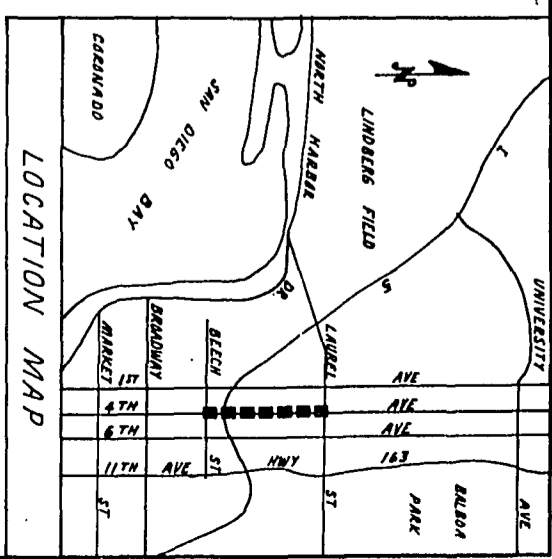 UNIVERSITY
AVE
I
5
N
LINDBERG FIELD
NORTH HARBOR
DR.
SAN DIEGO
BAY
CORONADO
LAUREL
ST
BEECH
ST
BROADWAY
MARKET
ST
1ST
AVE
4TH
AVE
6TH
AVE
11TH
AVE
HWY
163
BALBOA
PARK
LOCATION MAP